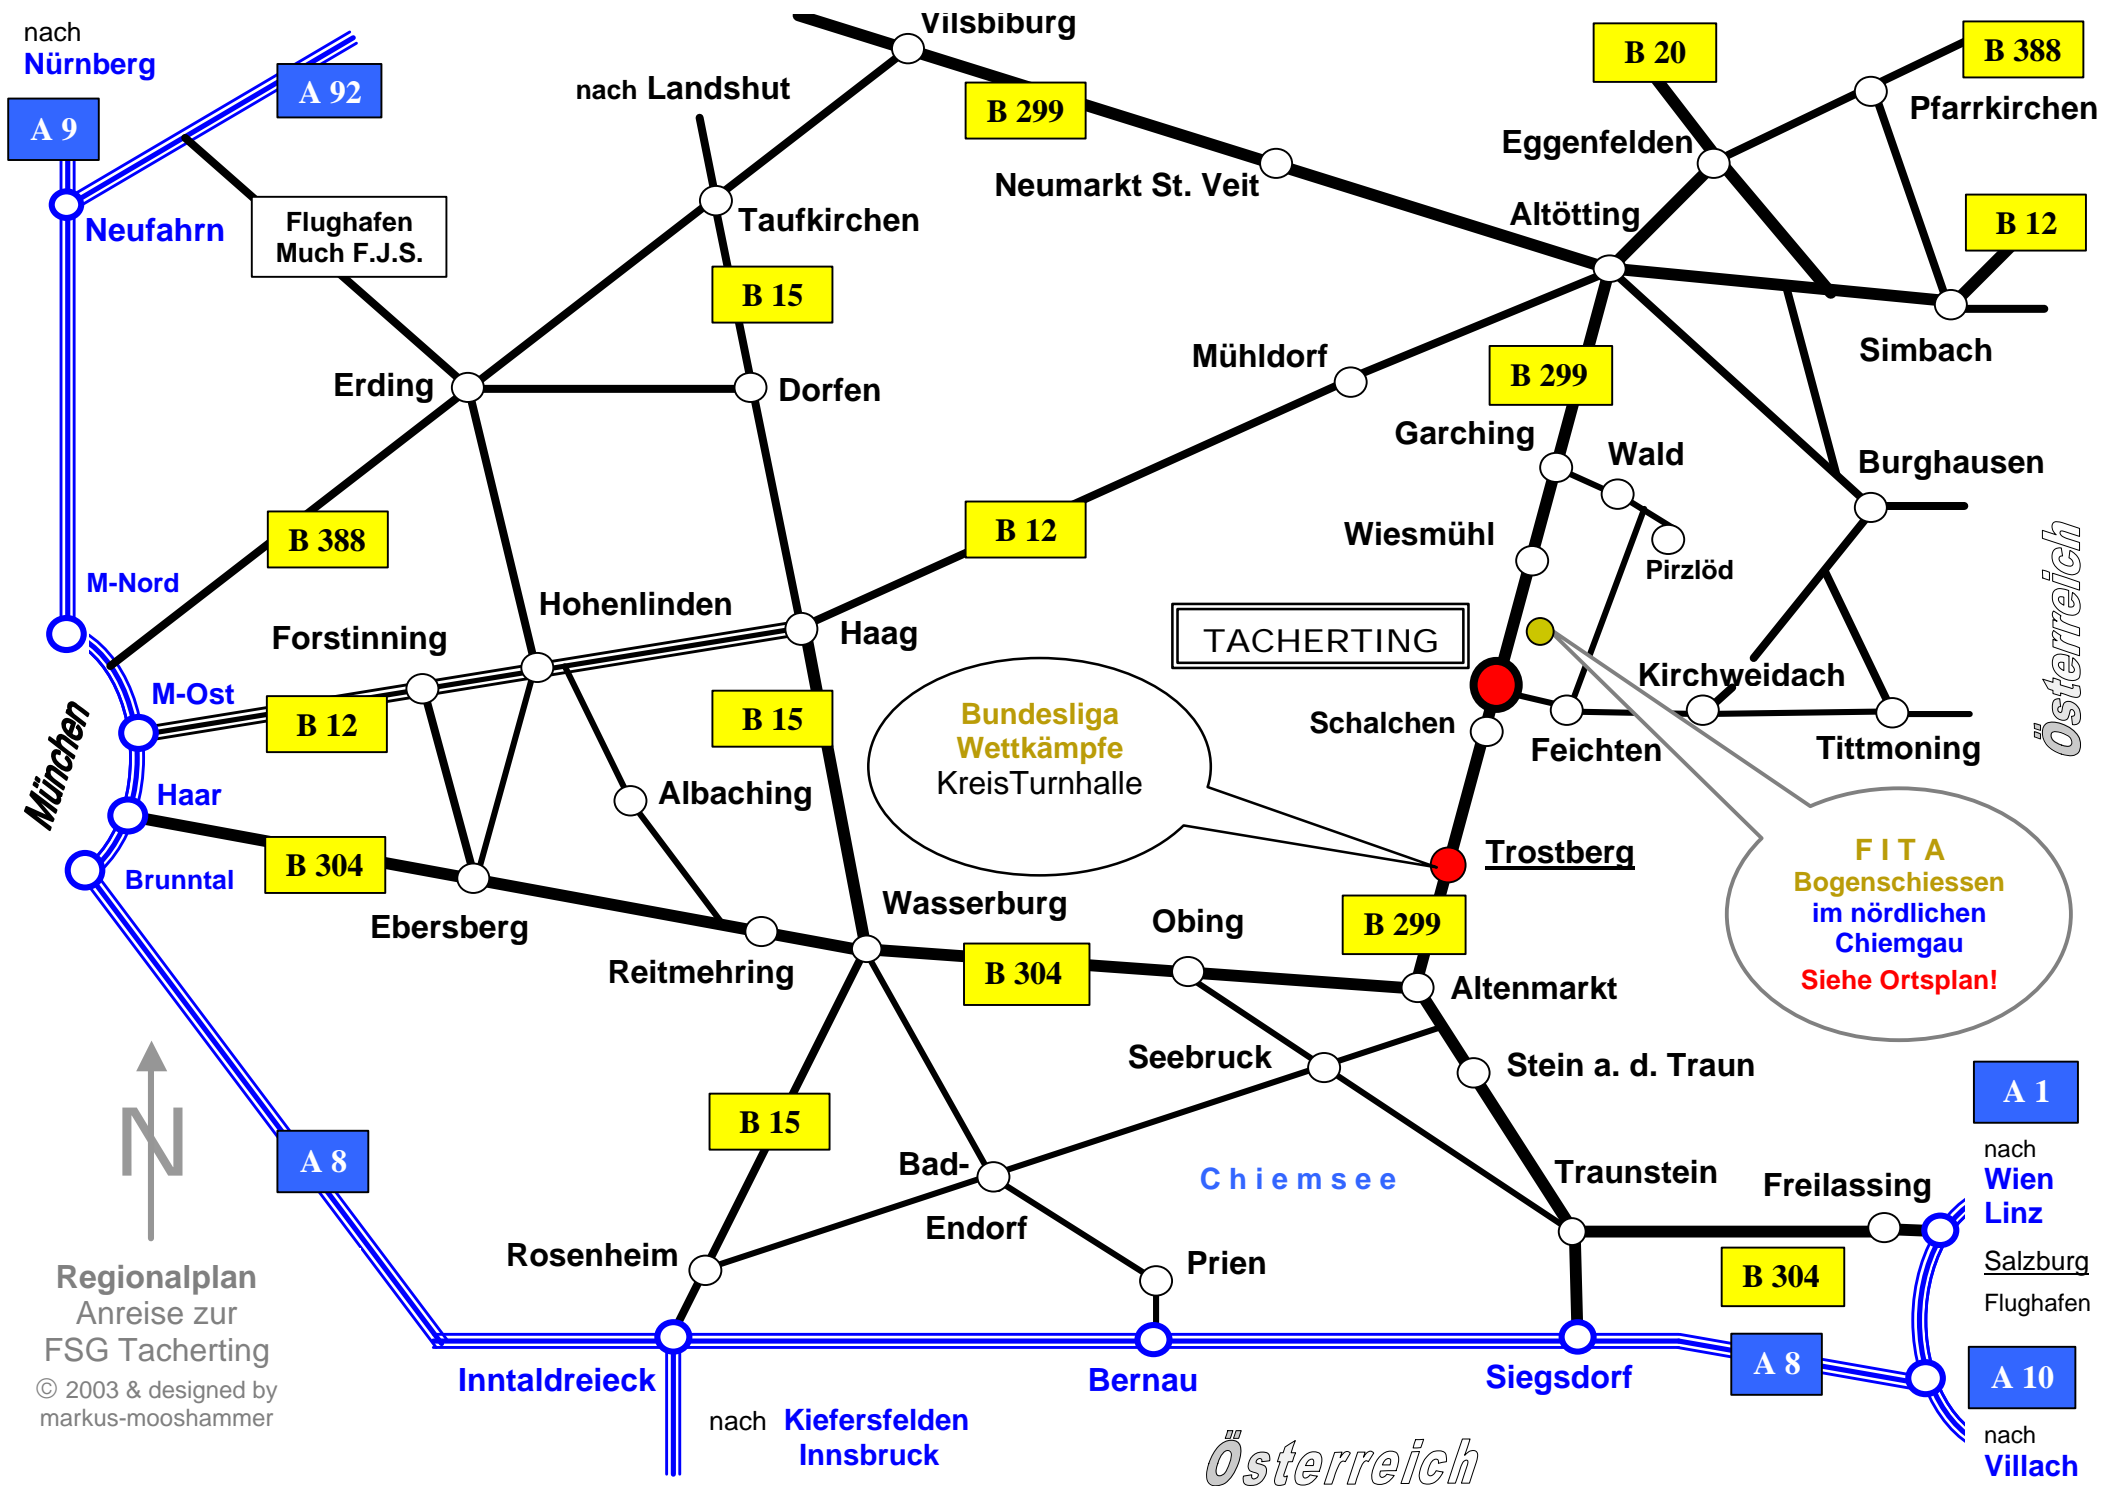 nach
Nürnberg
A 9
A 92
Neufahrn
Flughafen
Much F.J.S.
nach Landshut
Vilsbiburg
B 299
Neumarkt St. Veit
B 20
B 388
Pfarrkirchen
Eggenfelden
Altötting
B 12
Simbach
Taufkirchen
B 15
Erding
Dorfen
Mühldorf
B 299
Garching
Wald
Burghausen
B 388
B 12
Wiesmühl
Pirzlöd
Österreich
M-Nord
Hohenlinden
Forstinning
Haag
TACHERTING
Kirchweidach
München
M-Ost
B 12
B 15
Bundesliga
Wettkämpfe
KreisTurnhalle
Schalchen
Feichten
Tittmoning
Haar
Albaching
B 304
Brunntal
Trostberg
F I T A
Bogenschiessen
im nördlichen
Chiemgau
Siehe Ortsplan!
Ebersberg
Wasserburg
Obing
B 299
Reitmehring
B 304
Altenmarkt
Seebruck
Stein a. d. Traun
N
B 15
A 8
Bad-
Endorf
Chiemsee
Traunstein
Freilassing
A 1
nach
Wien
Linz
Salzburg
Flughafen
Rosenheim
Prien
B 304
Regionalplan
Anreise zur
FSG Tacherting
© 2003 & designed by
markus-mooshammer
Inntaldreieck
Bernau
Siegsdorf
A 8
A 10
nach Kiefersfelden
Innsbruck
Österreich
nach
Villach